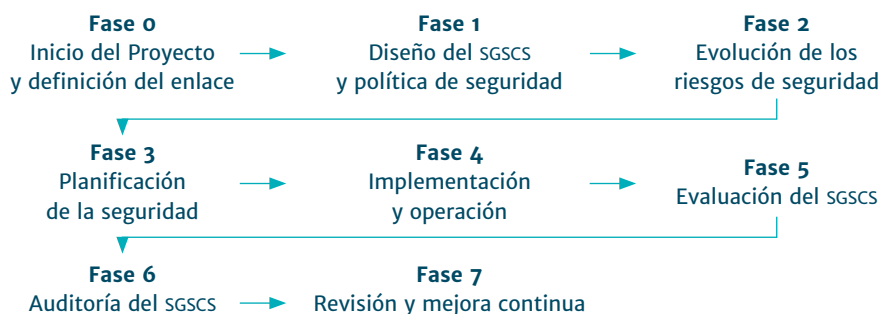 Fase 0
Inicio del Proyecto
y definición del enlace
Fase 1
Diseño del SGSCS
y política de seguridad
Fase 2
Evolución de los
riesgos de seguridad
Fase 3
Planificación
de la seguridad
Fase 4
Implementación
y operación
Fase 5
Evaluación del SGSCS
Fase 6
Auditoría del SGSCS
Fase 7
Revisión y mejora continua